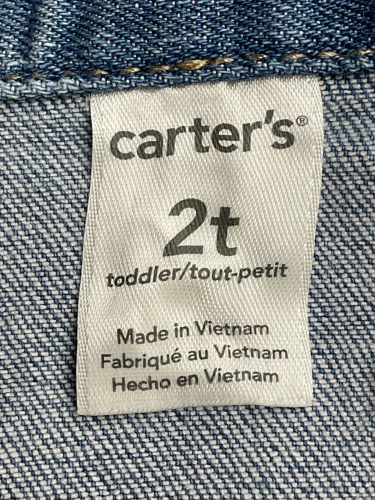 carter's®
2t
toddler/tout-petit
Made in Vietnam
Fabriqué au Vietnam
Hecho en Vietnam